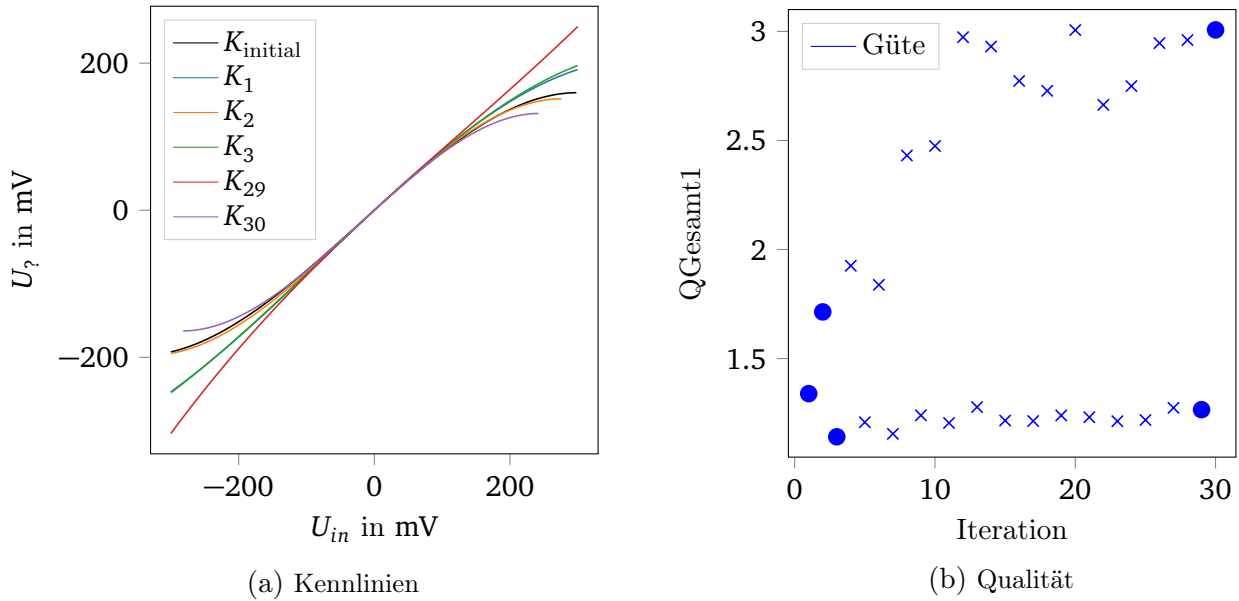 K_initial
K_1
K_2
K_3
K_29
K_30
200
0
−200
U_? in mV
−200 0 200
U_in in mV
(a) Kennlinien
Güte
3
2.5
2
1.5
QGesamt1
0 10 20 30
Iteration
(b) Qualität